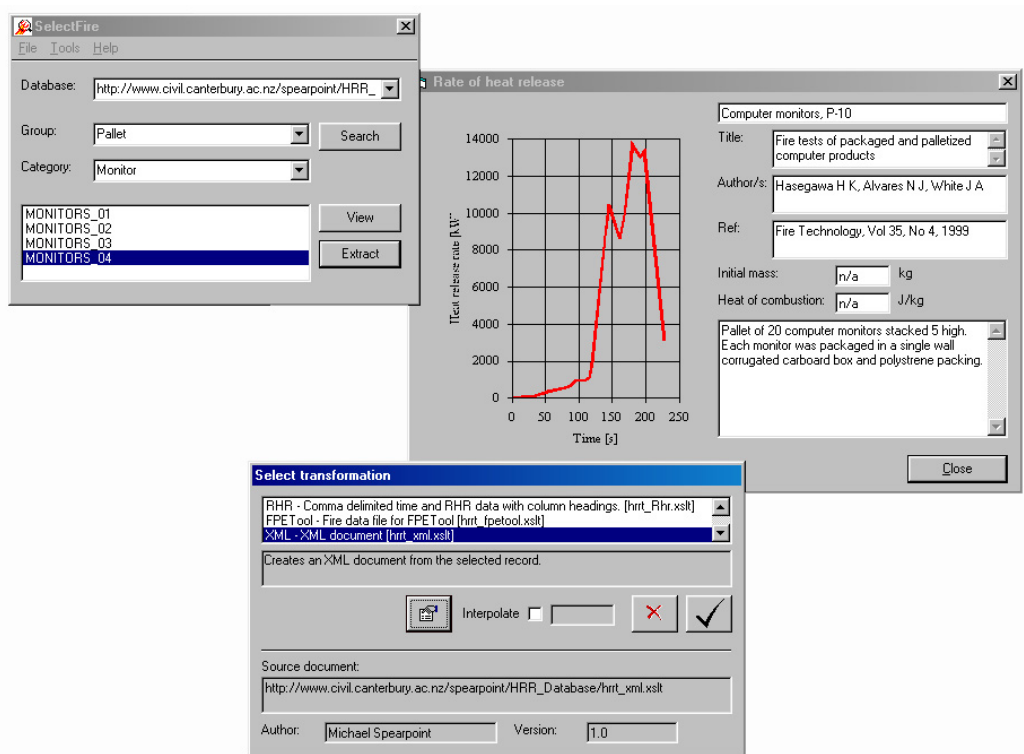 SelectFire
File Tools Help
Database: http://www.civil.canterbury.ac.nz/spearpoint/HRR_
Group: Pallet Search
Category: Monitor
MONITORS_01
MONITORS_02
MONITORS_03
MONITORS_04
View
Extract
Rate of heat release
Computer monitors, P-10
Title: Fire tests of packaged and palletized
computer products
Author/s: Hasegawa H K, Alvares N J, White J A
Ref: Fire Technology, Vol 35, No 4, 1999
Initial mass: n/a kg
Heat of combustion: n/a J/kg
Pallet of 20 computer monitors stacked 5 high.
Each monitor was packaged in a single wall
corrugated carboard box and polystrene packing.
Heat release rate [kW]
14000
12000
10000
8000
6000
4000
2000
0
0 50 100 150 200 250
Time [s]
Close
Select transformation
RHR - Comma delimited time and RHR data with column headings. [hrrt_Rhr.xslt]
FPETool - Fire data file for FPETool [hrrt_fpetool.xslt]
XML - XML document [hrrt_xml.xslt]
Creates an XML document from the selected record.
Interpolate
Source document:
http://www.civil.canterbury.ac.nz/spearpoint/HRR_Database/hrrt_xml.xslt
Author: Michael Spearpoint Version: 1.0